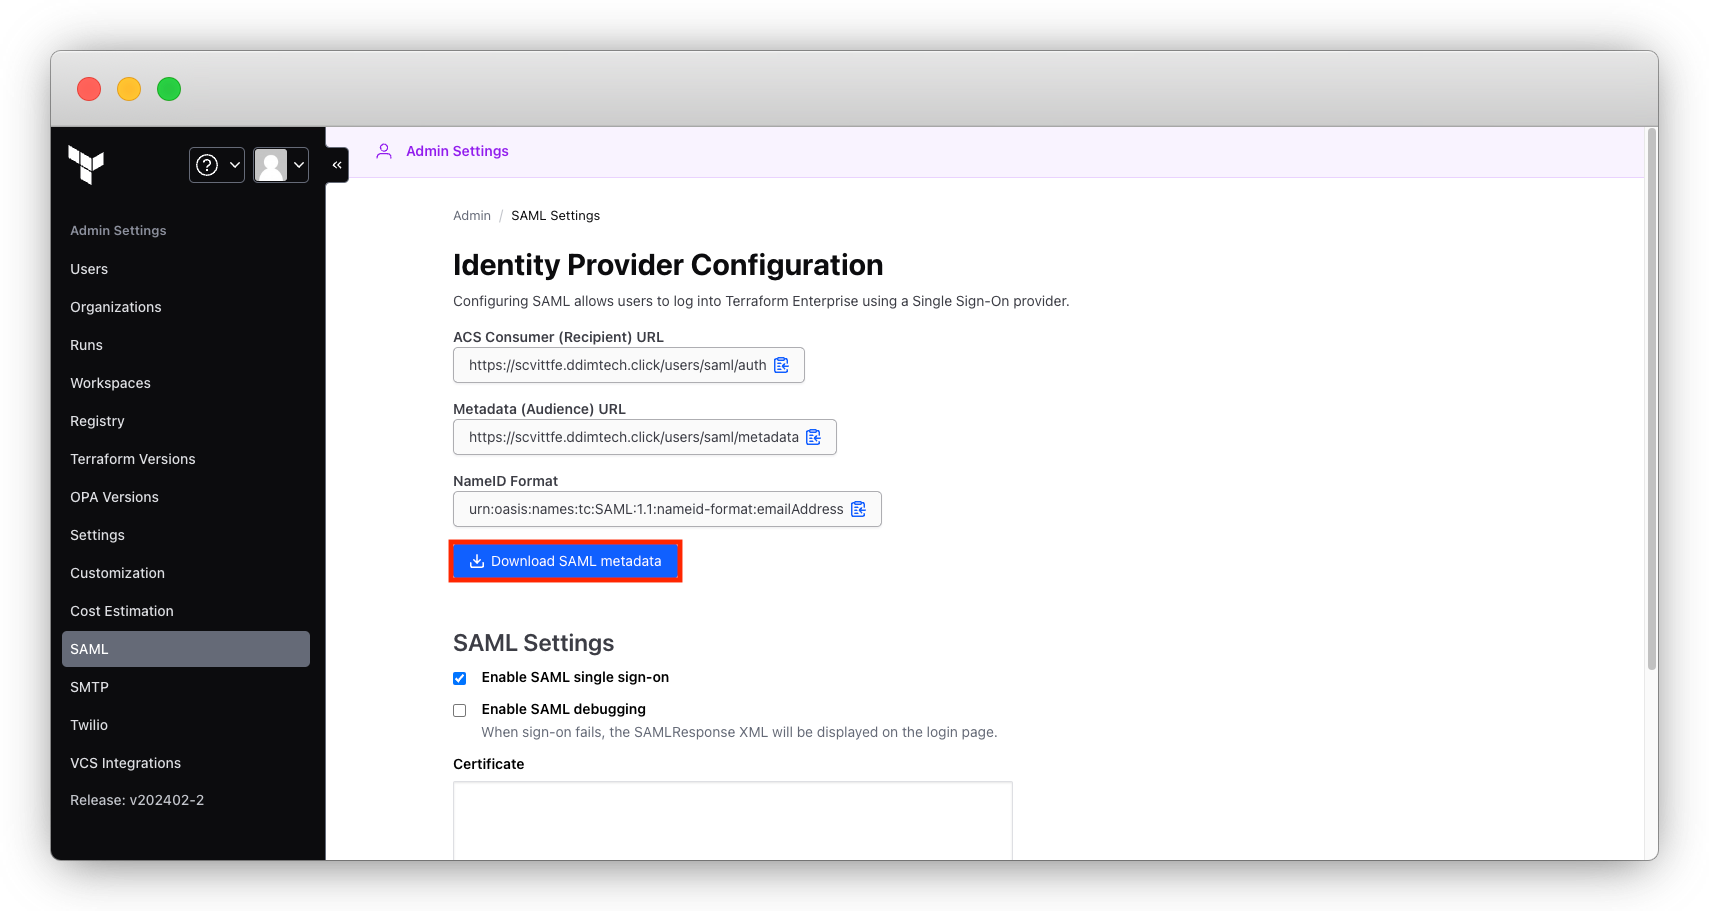 Admin Settings
Users
Organizations
Runs
Workspaces
Registry
Terraform Versions
OPA Versions
Settings
Customization
Cost Estimation
SAML
SMTP
Twilio
VCS Integrations
Release: v202402-2
Admin Settings
Admin / SAML Settings
Identity Provider Configuration
Configuring SAML allows users to log into Terraform Enterprise using a Single Sign-On provider.
ACS Consumer (Recipient) URL
https://scvittfe.ddimtech.click/users/saml/auth
Metadata (Audience) URL
https://scvittfe.ddimtech.click/users/saml/metadata
NameID Format
urn:oasis:names:tc:SAML:1.1:nameid-format:emailAddress
Download SAML metadata
SAML Settings
Enable SAML single sign-on
Enable SAML debugging
When sign-on fails, the SAMLResponse XML will be displayed on the login page.
Certificate